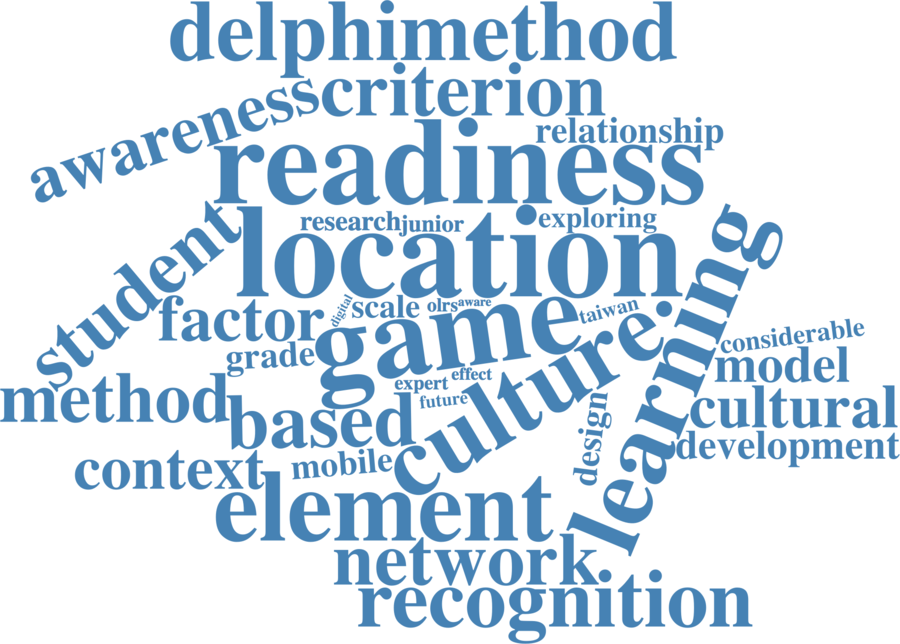 delphimethod
criterion
awareness
relationship
readiness
student
research
junior
exploring
location
learning
digital
scale
olrs
aware
taiwan
factor
game
considerable
grade
model
expert
effect
culture
method
future
based
design
cultural
development
context
mobile
element
network
recognition